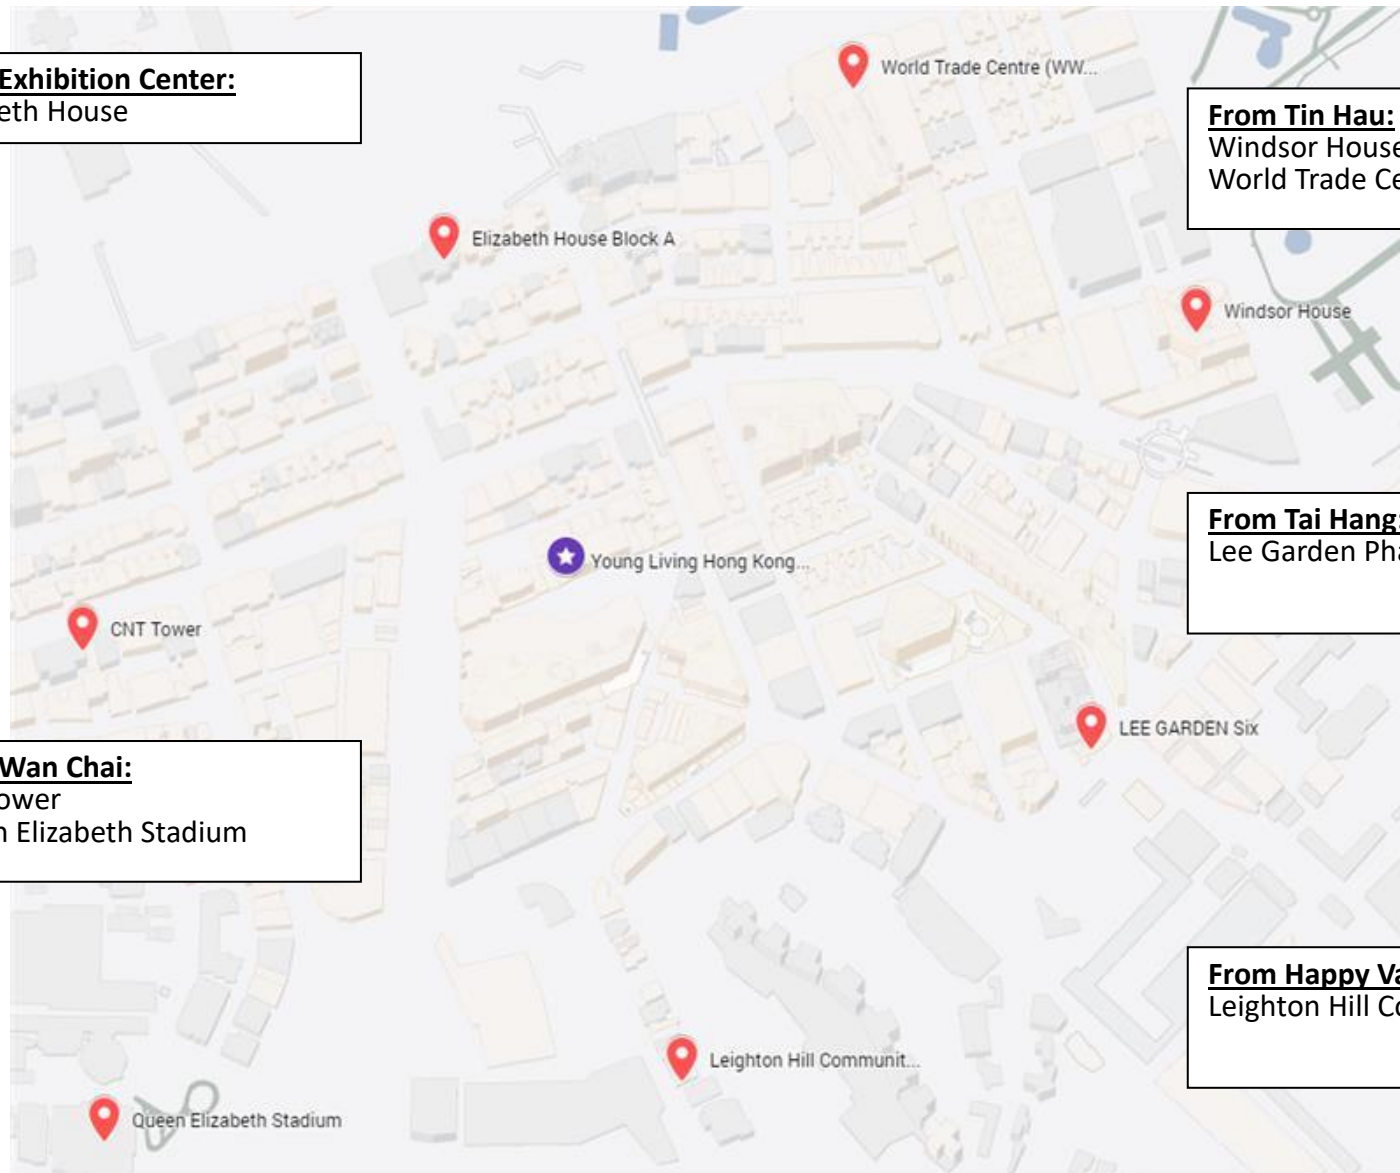 Exhibition Center:
eth House
World Trade Centre (WW...
From Tin Hau:
Windsor House
World Trade Ce
Elizabeth House Block A
Windsor House
From Tai Hang:
Lee Garden Pha
Young Living Hong Kong...
CNT Tower
LEE GARDEN Six
Wan Chai:
ower
n Elizabeth Stadium
From Happy Va
Leighton Hill Co
Leighton Hill Communit...
Queen Elizabeth Stadium